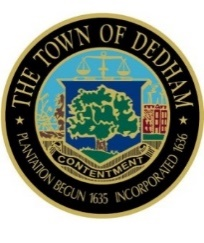 THE TOWN OF DEDHAM
CONTENTMENT
PLANTATION BEGUN 1635 INCORPORATED 1636